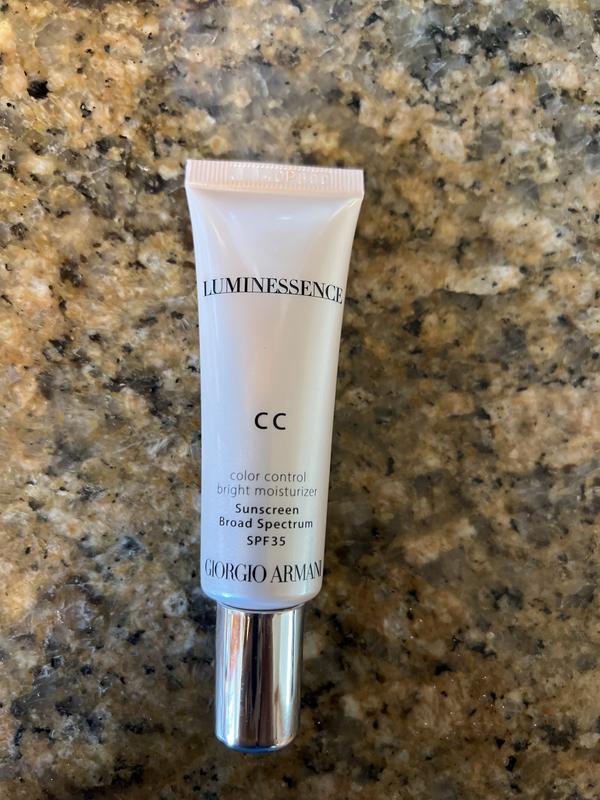 LUMINESSENCE
CC
color control
bright moisturizer
Sunscreen
Broad Spectrum
SPF35
GIORGIO ARMANI